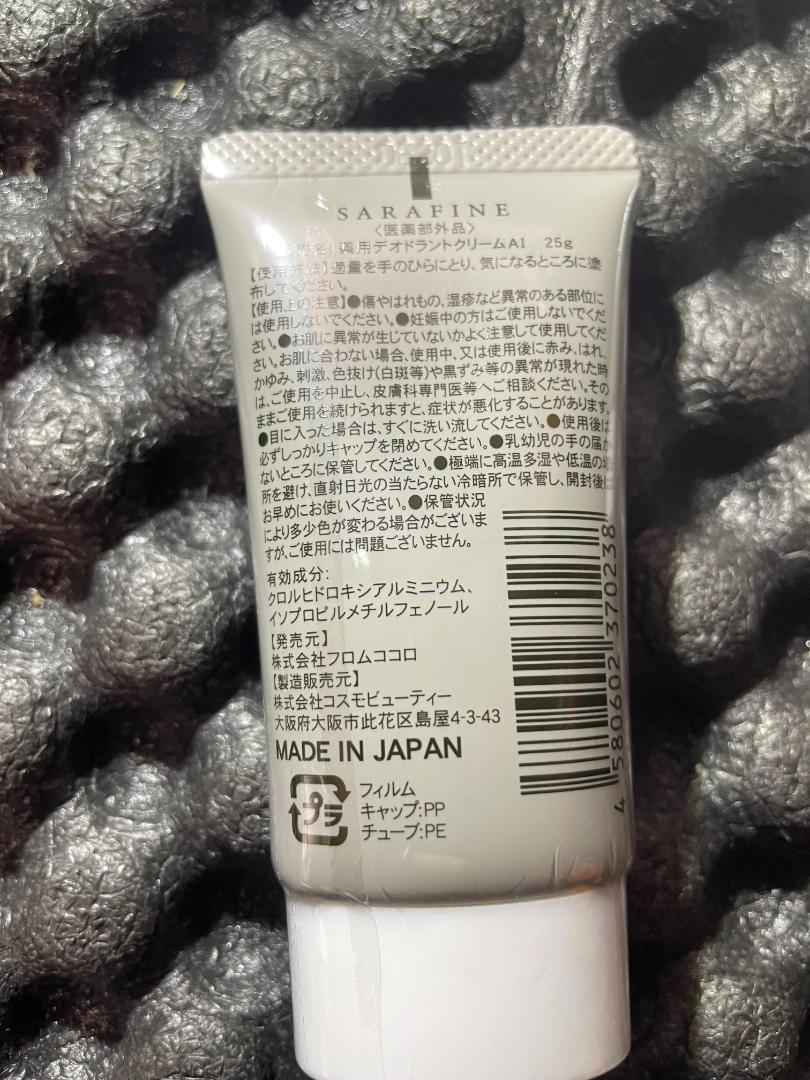 SARAFINE
〈医薬部外品〉
薬用デオドラントクリームAI 25g
【使用方法】適量を手のひらにとり、気になるところに塗
布してください。
【使用上の注意】●傷やはれもの、湿疹など異常のある部位に
は使用しないでください。●妊娠中の方はご使用しないでくだ
さい。●お肌に異常が生じていないかよく注意して使用してくだ
さい。お肌に合わない場合、使用中、又は使用後に赤み、はれ、
かゆみ、刺激、色抜け(白斑等)や黒ずみ等の異常が現れた時
は、ご使用を中止し、皮膚科専門医等へご相談ください。その
ままご使用を続けられますと、症状が悪化することがあります。
●目に入った場合は、すぐに洗い流してください。●使用後は
必ずしっかりキャップを閉めてください。●乳幼児の手の届か
ないところに保管してください。●極端に高温多湿や低温の場
所を避け、直射日光の当たらない冷暗所で保管し、開封後は
お早めにお使いください。●保管状況
により多少色が変わる場合がございま
すが、ご使用には問題ございません。
有効成分:
クロルヒドロキシアルミニウム、
イソプロピルメチルフェノール
【発売元】
株式会社フロムココロ
【製造販売元】
株式会社コスモビューティー
大阪府大阪市此花区島屋4-3-43
MADE IN JAPAN
プラ
フィルム
キャップ:PP
チューブ:PE
4 580602 370238